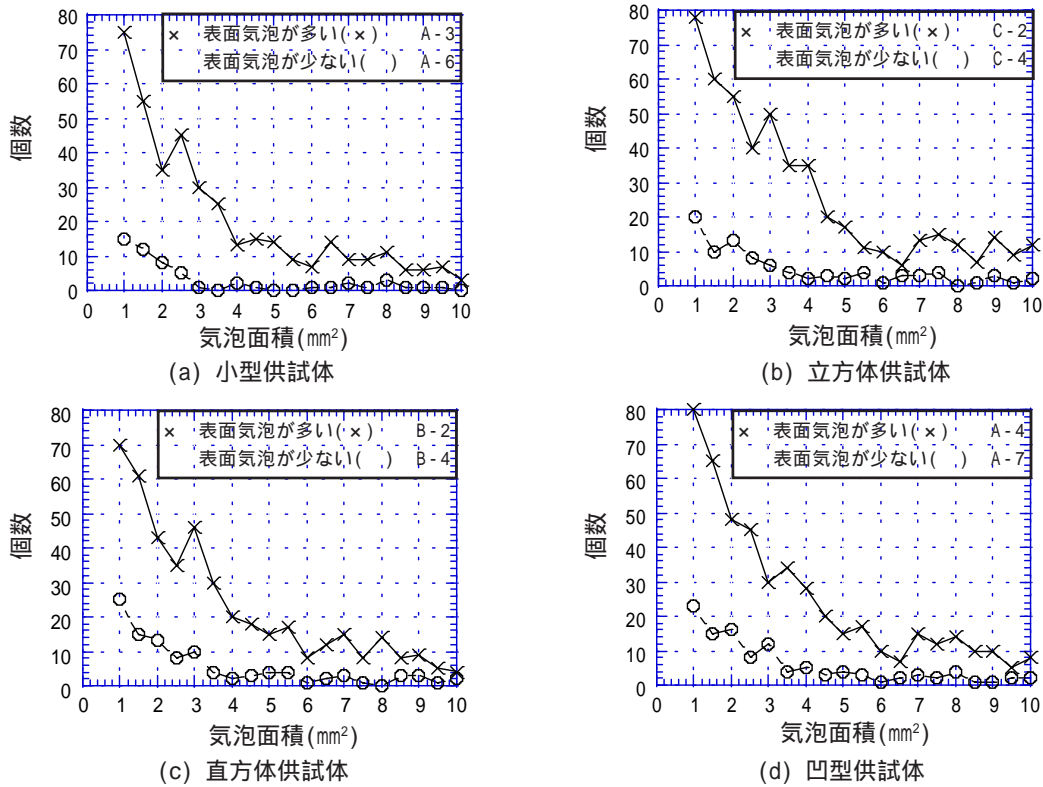 80
70
60
50
40
30
20
10
0
個数
× 表面気泡が多い(×) A-3
表面気泡が少ない( ) A-6
0 1 2 3 4 5 6 7 8 9 10
気泡面積(mm²)
(a) 小型供試体
80
70
60
50
40
30
20
10
0
個数
× 表面気泡が多い(×) C-2
表面気泡が少ない( ) C-4
0 1 2 3 4 5 6 7 8 9 10
気泡面積(mm²)
(b) 立方体供試体
80
70
60
50
40
30
20
10
0
個数
× 表面気泡が多い(×) B-2
表面気泡が少ない( ) B-4
0 1 2 3 4 5 6 7 8 9 10
気泡面積(mm²)
(c) 直方体供試体
80
70
60
50
40
30
20
10
0
個数
× 表面気泡が多い(×) A-4
表面気泡が少ない( ) A-7
0 1 2 3 4 5 6 7 8 9 10
気泡面積(mm²)
(d) 凹型供試体